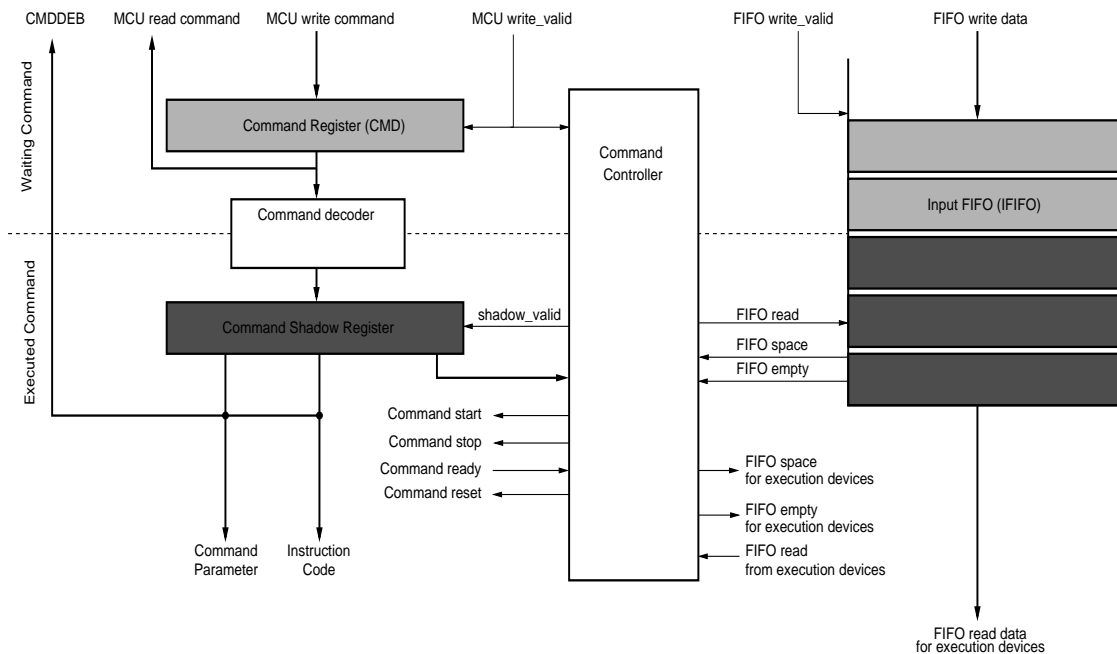 CMDDEB
MCU read command
MCU write command
MCU write_valid
FIFO write_valid
FIFO write data
Waiting Command
Command Register (CMD)
Command
Controller
Command decoder
Input FIFO (IFIFO)
Executed Command
Command Shadow Register
shadow_valid
FIFO read
FIFO space
FIFO empty
Command start
Command stop
Command ready
Command reset
FIFO space
for execution devices
FIFO empty
for execution devices
FIFO read
from execution devices
Command
Parameter
Instruction
Code
FIFO read data
for execution devices